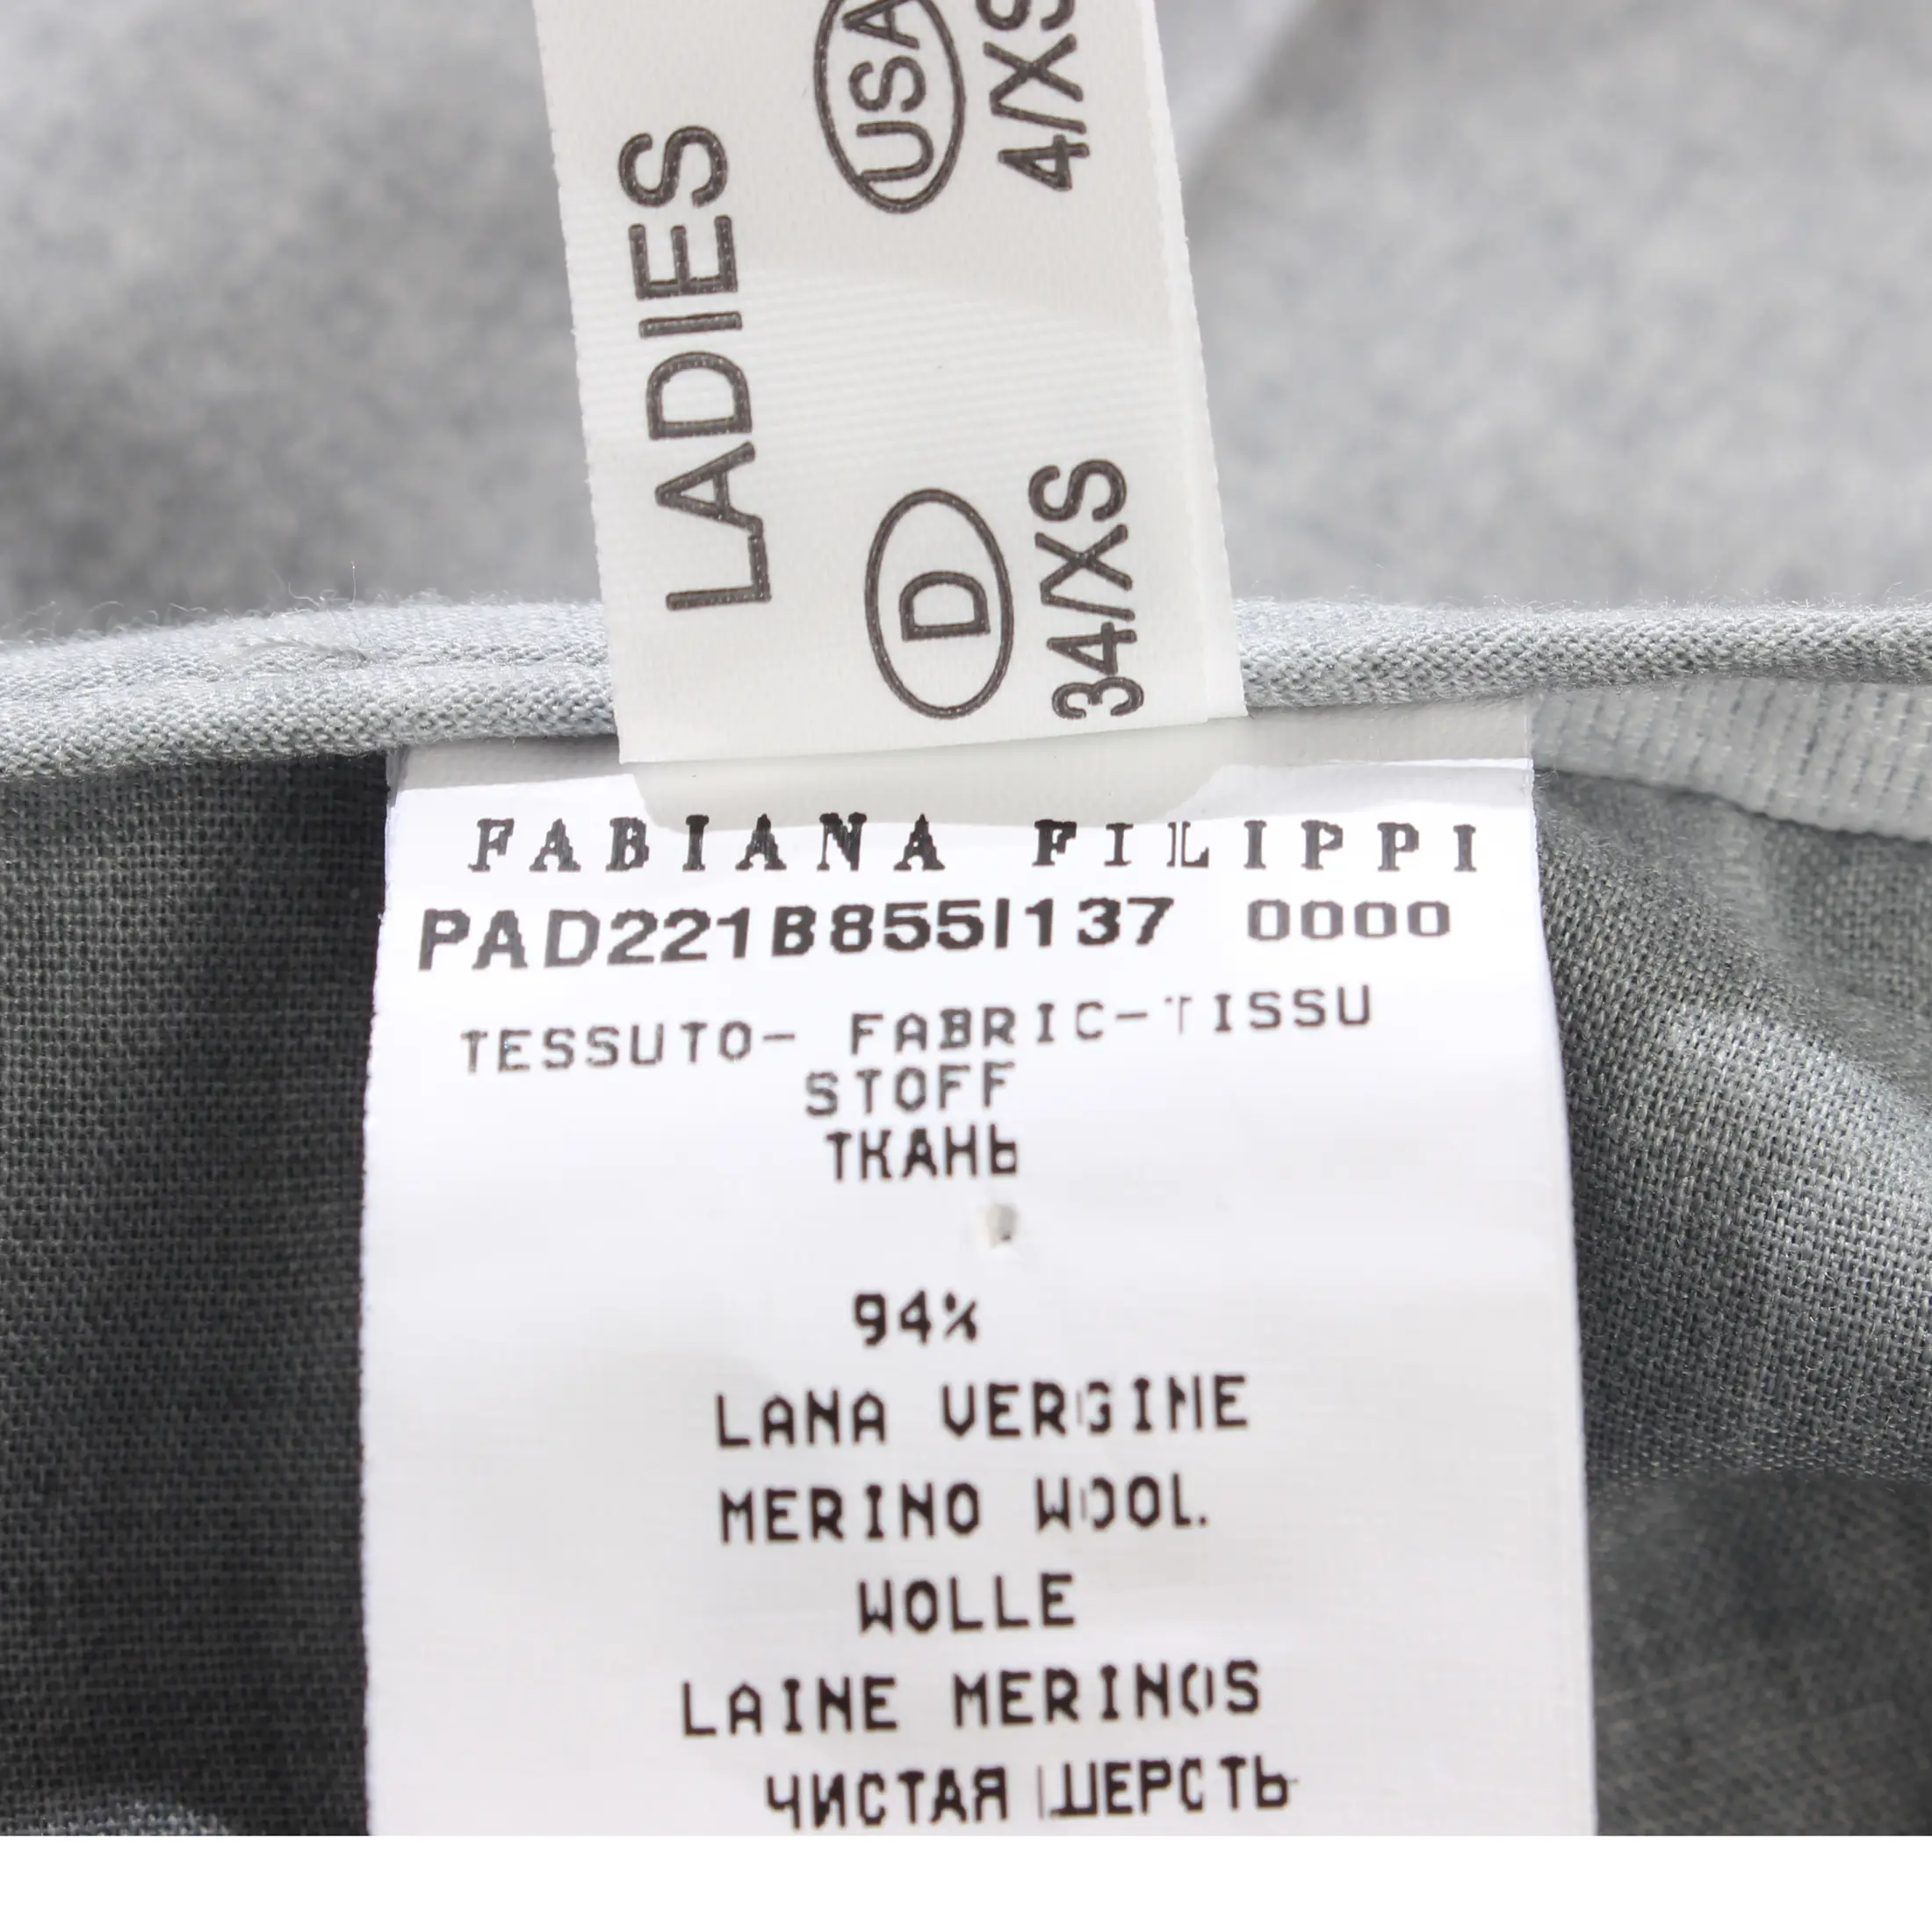 LADIES
USA
4/XS
D
34/XS
FABIANA FILIPPI
PAD221B855I137 0000
TESSUTO- FABRIC-TISSU
STOFF
ТКАНЬ
94%
LANA VERGINE
MERINO WOOL.
WOLLE
LAINE MERINOS
ЧИСТАЯ ШЕРСТЬ